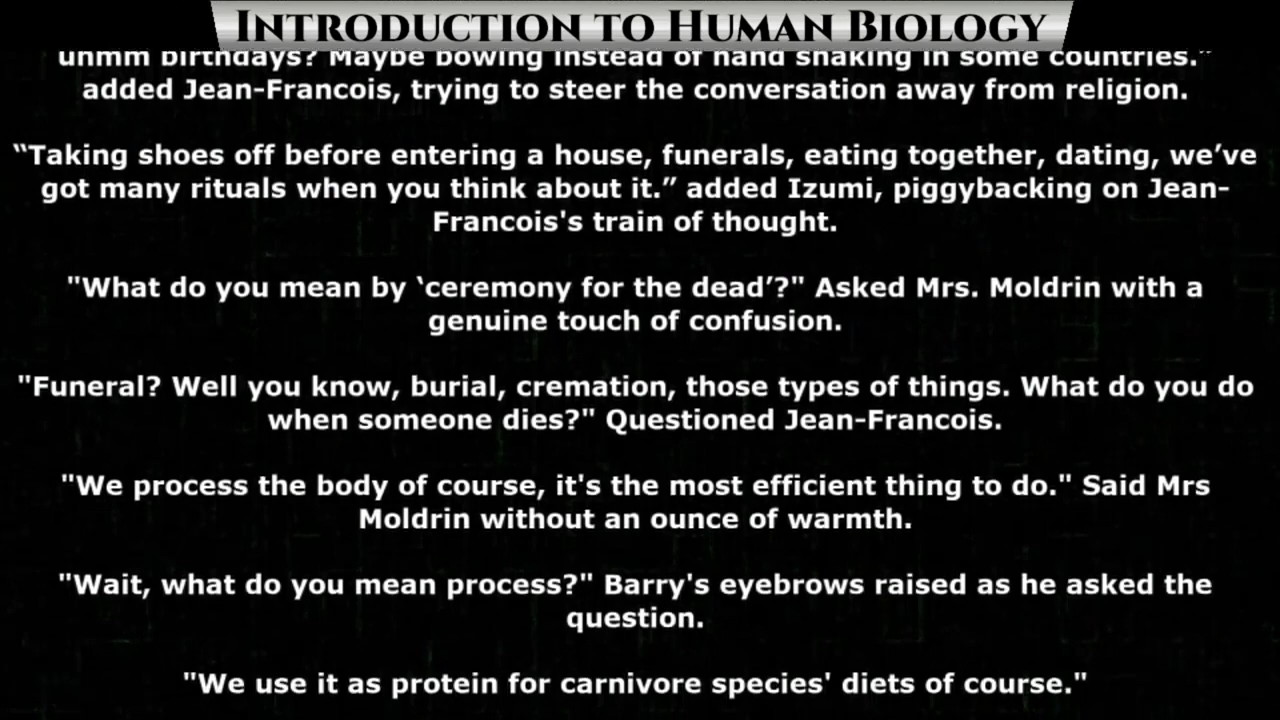 INTRODUCTION TO HUMAN BIOLOGY
uhmm birthdays? Maybe bowing instead of hand shaking in some countries.”
added Jean-Francois, trying to steer the conversation away from religion.
“Taking shoes off before entering a house, funerals, eating together, dating, we’ve
got many rituals when you think about it.” added Izumi, piggybacking on Jean-
Francois's train of thought.
"What do you mean by ‘ceremony for the dead’?" Asked Mrs. Moldrin with a
genuine touch of confusion.
"Funeral? Well you know, burial, cremation, those types of things. What do you do
when someone dies?" Questioned Jean-Francois.
"We process the body of course, it's the most efficient thing to do." Said Mrs
Moldrin without an ounce of warmth.
"Wait, what do you mean process?" Barry's eyebrows raised as he asked the
question.
"We use it as protein for carnivore species' diets of course."